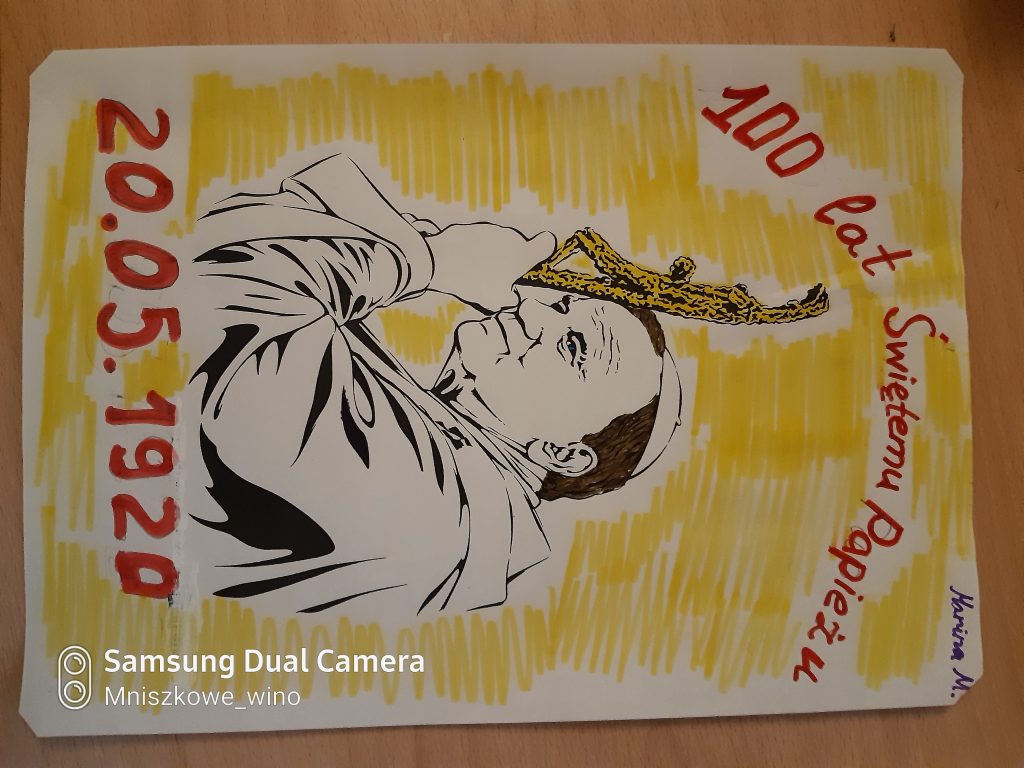 100 lat Świętemu Papieżu
20.05.1920
Marina M.
Samsung Dual Camera
Mniszkowe_wino